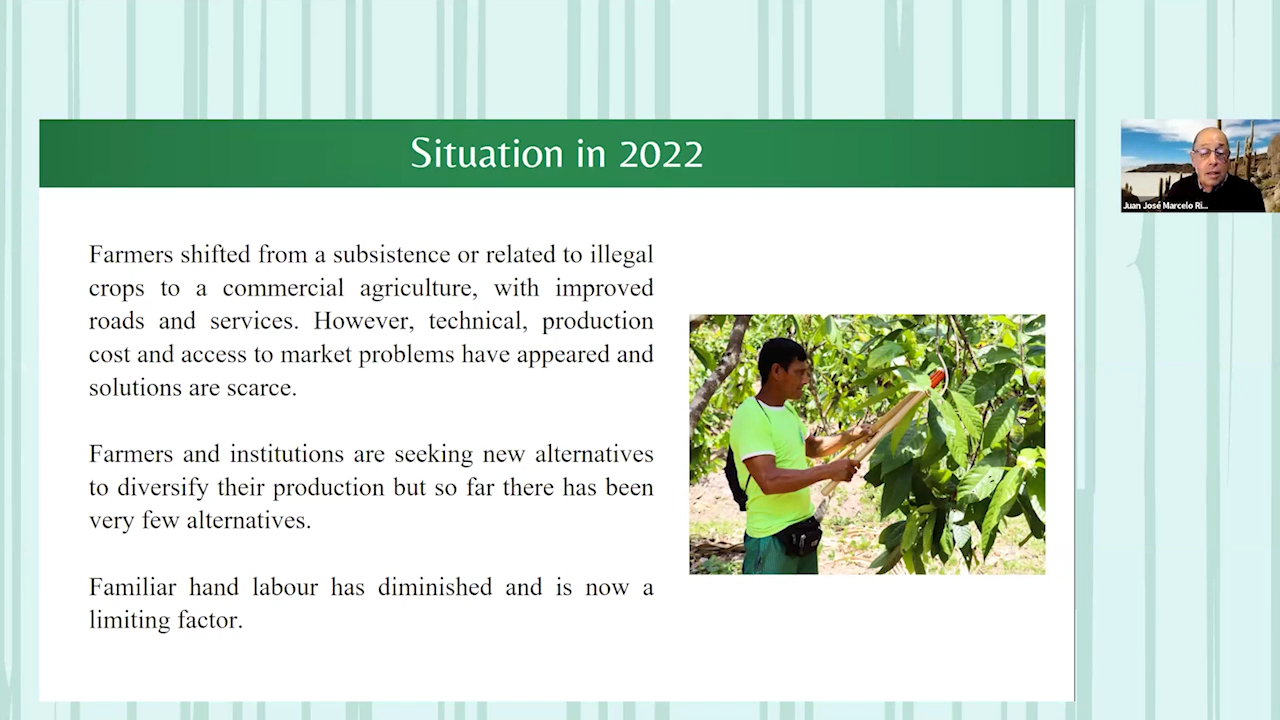 Situation in 2022
Farmers shifted from a subsistence or related to illegal
crops to a commercial agriculture, with improved
roads and services. However, technical, production
cost and access to market problems have appeared and
solutions are scarce.
Farmers and institutions are seeking new alternatives
to diversify their production but so far there has been
very few alternatives.
Familiar hand labour has diminished and is now a
limiting factor.
Juan José Marcelo Ri...